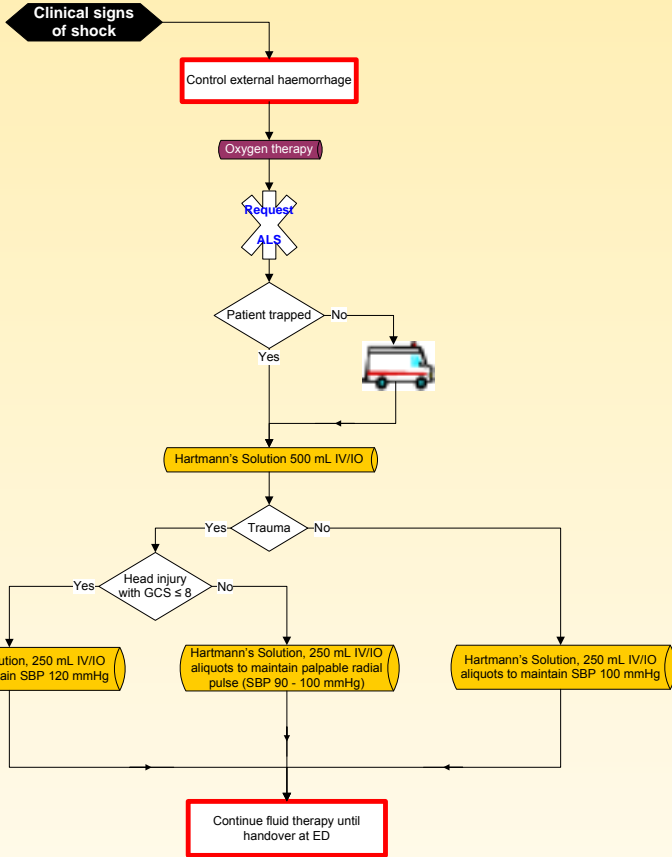 Clinical signs
of shock
Control external haemorrhage
Oxygen therapy
Request
ALS
Patient trapped
No
Yes
Hartmann's Solution 500 mL IV/IO
Yes
Trauma
No
Yes
Head injury
with GCS ≤ 8
No
250 mL IV/IO
SBP 120 mmHg
Hartmann's Solution, 250 mL IV/IO
aliquots to maintain palpable radial
pulse (SBP 90 - 100 mmHg)
Hartmann's Solution, 250 mL IV/IO
aliquots to maintain SBP 100 mmHg
Continue fluid therapy until
handover at ED